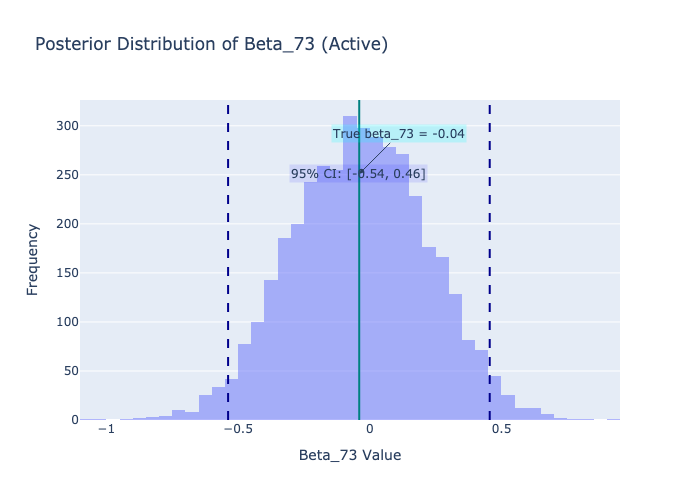 Posterior Distribution of Beta_73 (Active)
300
True beta_73 = -0.04
95% CI: [-0.54, 0.46]
250
200
150
100
50
0
Frequency
−1
−0.5
0
0.5
Beta_73 Value